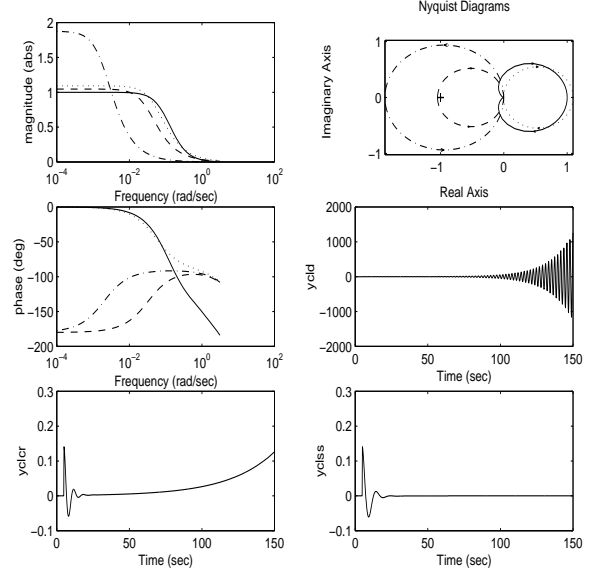 Nyquist Diagrams
2
1.5
1
0.5
0
magnitude (abs)
10^-4 10^-2 10^0 10^2
Frequency (rad/sec)
1
0
−1
Imaginary Axis
−1 0 1
Real Axis
0
−50
−100
−150
−200
phase (deg)
10^-4 10^-2 10^0 10^2
Frequency (rad/sec)
2000
1000
0
−1000
−2000
ycld
0 50 100 150
Time (sec)
0.3
0.2
0.1
0
−0.1
yclcr
0 50 100 150
Time (sec)
0.3
0.2
0.1
0
−0.1
yclss
0 50 100 150
Time (sec)